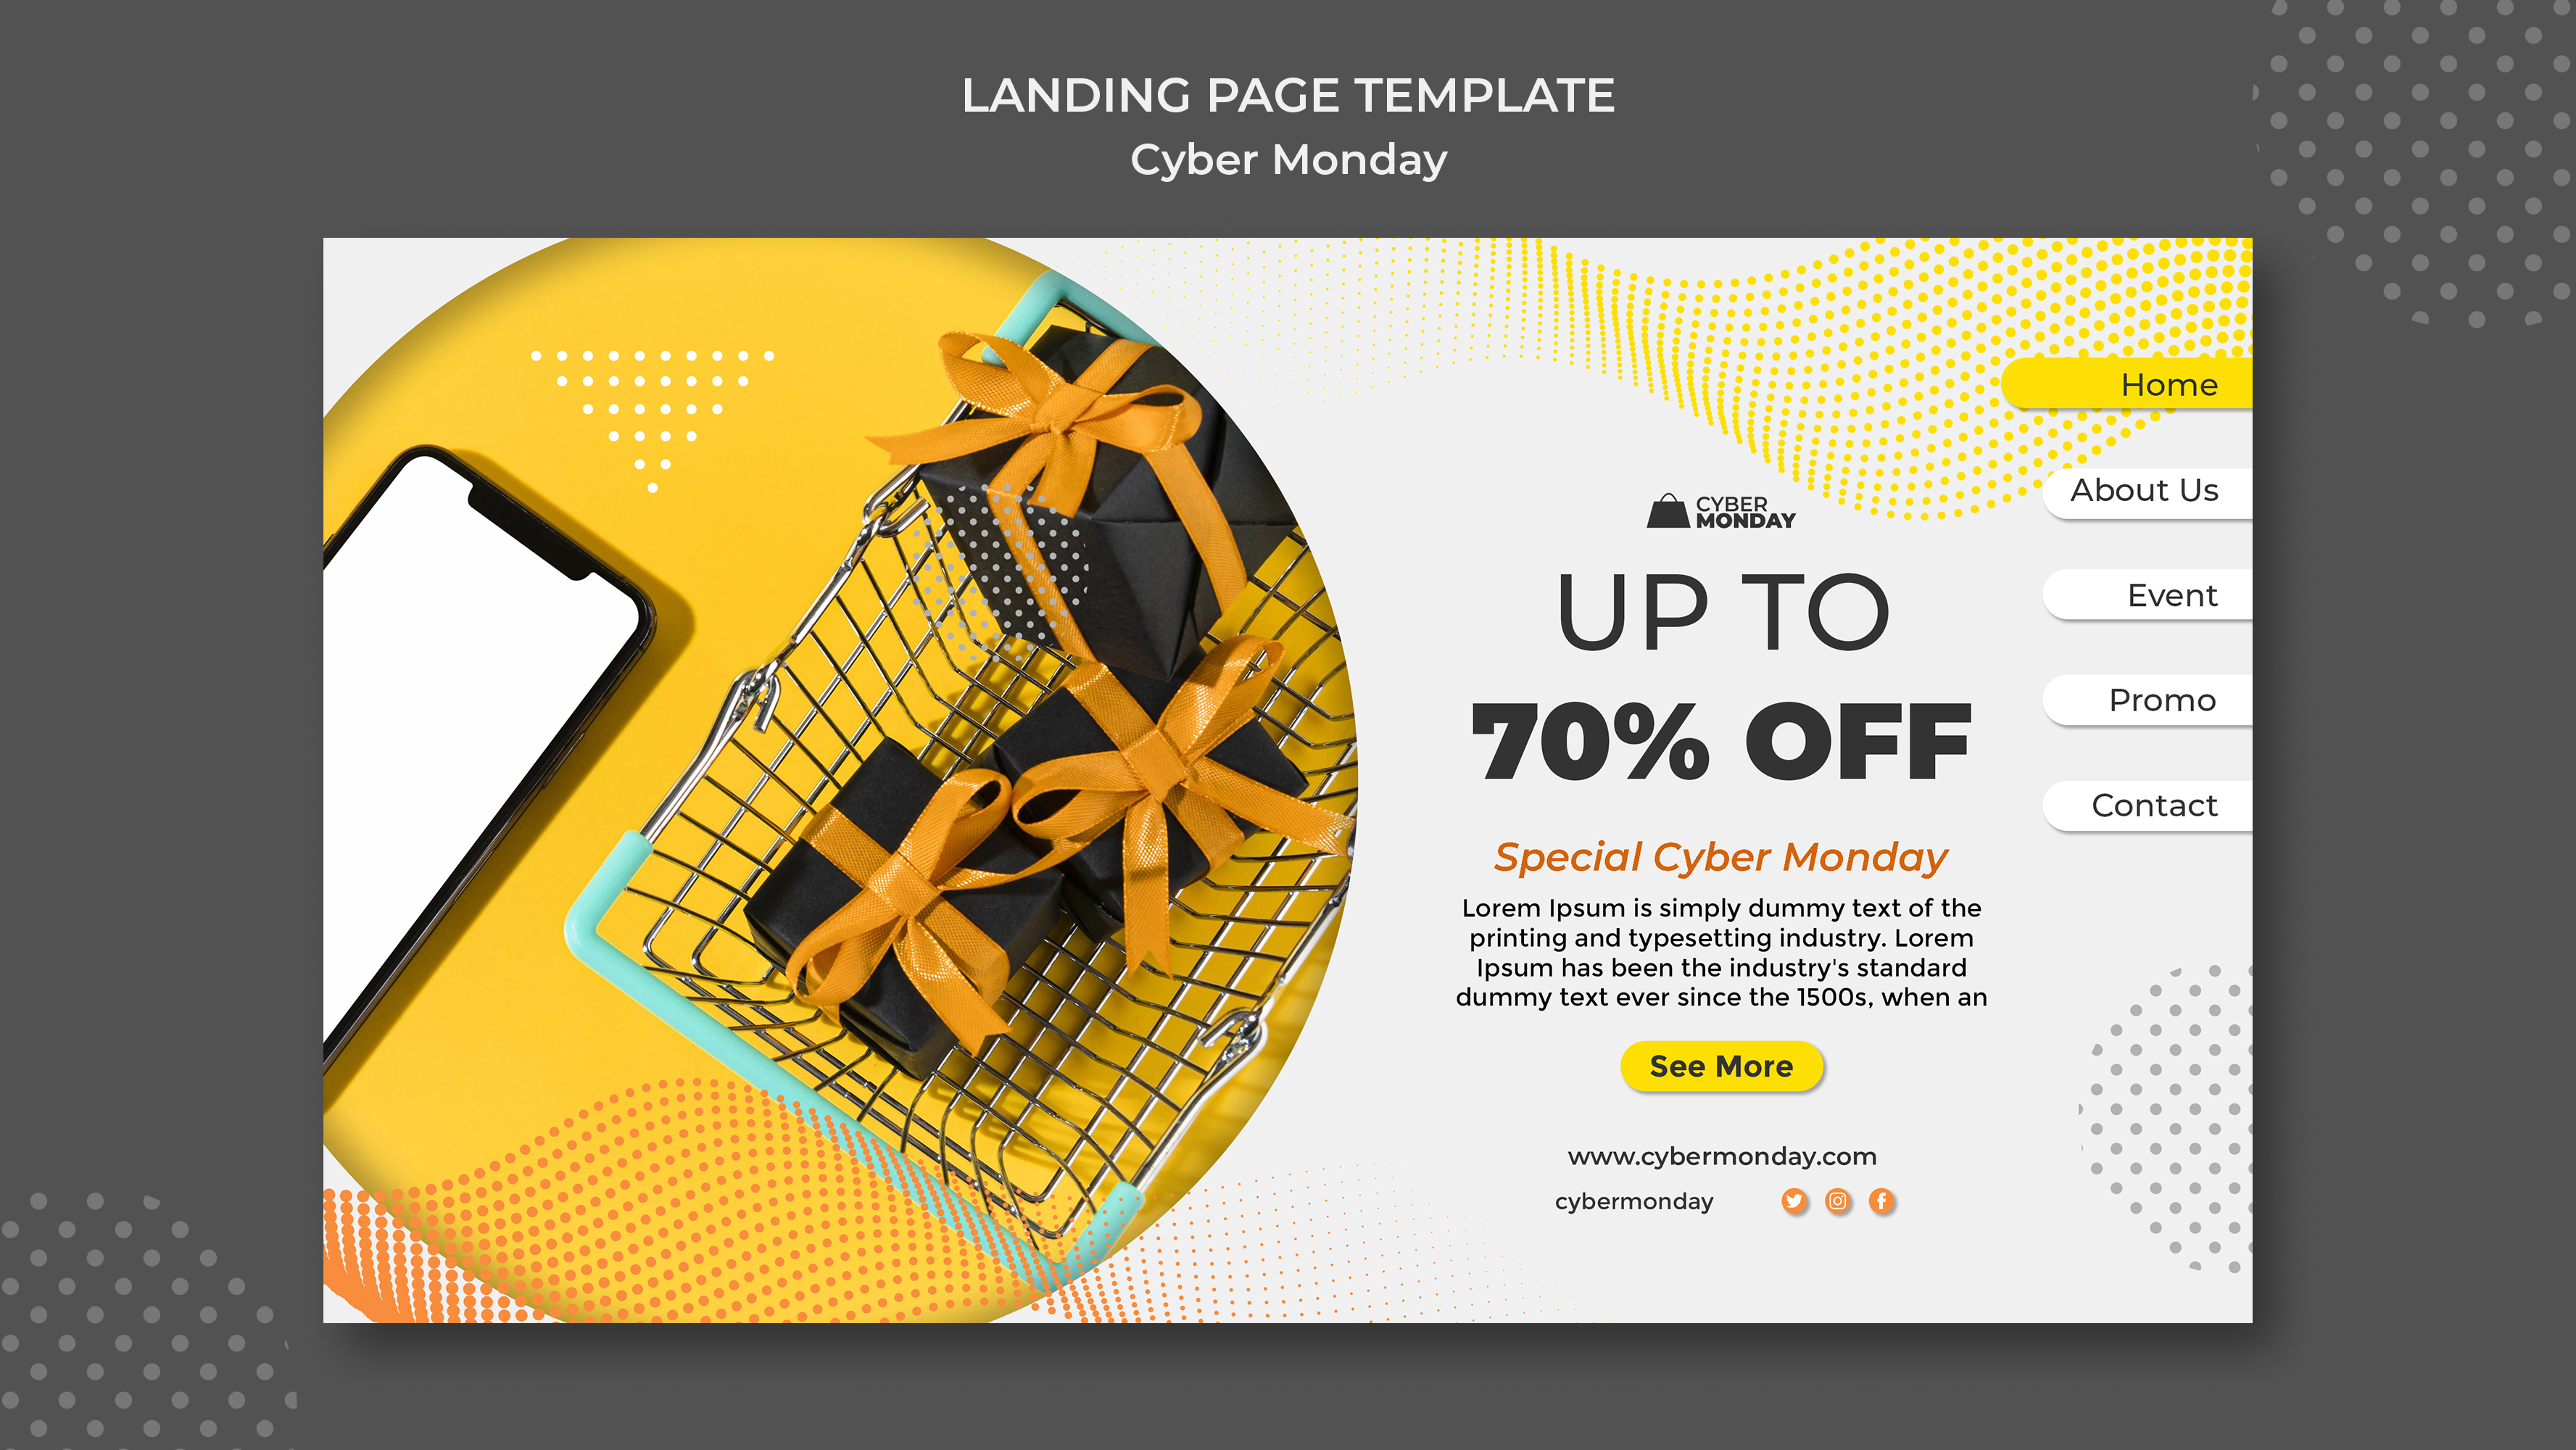 LANDING PAGE TEMPLATE
Cyber Monday
Home
About Us
Event
Promo
Contact
CYBER
MONDAY
UP TO
70% OFF
Special Cyber Monday
Lorem Ipsum is simply dummy text of the
printing and typesetting industry. Lorem
Ipsum has been the industry's standard
dummy text ever since the 1500s, when an
See More
www.cybermonday.com
cybermonday